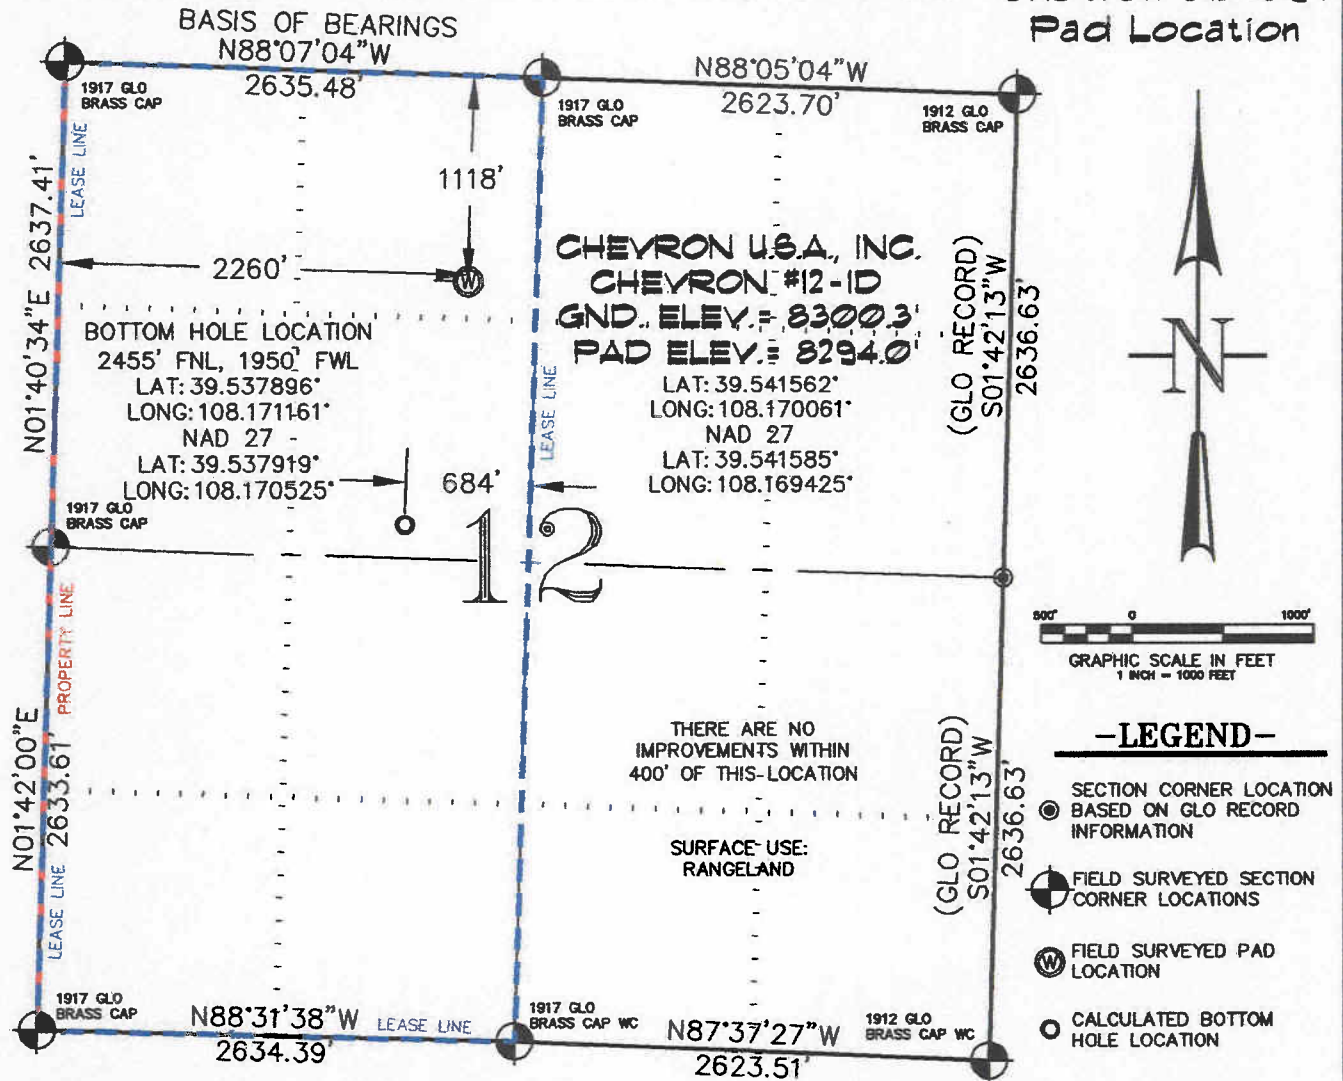 Pad Location
BASIS OF BEARINGS
N88°07'04"W
2635.48'
N88°05'04"W
2623.70'
1917 GLO
BRASS CAP
1917 GLO
BRASS CAP
1912 GLO
BRASS CAP
LEASE LINE
N01°40'34"E 2637.41'
1118'
2260'
W
CHEVRON U.S.A., INC.
CHEVRON #12-1D
GND. ELEV.= 8300.3'
PAD ELEV.= 8294.0'
LAT: 39.541562°
LONG: 108.170061°
NAD 27
LAT: 39.541585°
LONG: 108.169425°
BOTTOM HOLE LOCATION
2455' FNL, 1950' FWL
LAT: 39.537896°
LONG: 108.171161°
NAD 27
LAT: 39.537919°
LONG: 108.170525°
LEASE LINE
684'
12
(GLO RECORD)
S01°42'13"W
2636.63'
N
1917 GLO
BRASS CAP
PROPERTY LINE
N01°42'00"E
2633.61'
LEASE LINE
THERE ARE NO
IMPROVEMENTS WITHIN
400' OF THIS LOCATION
SURFACE USE:
RANGELAND
(GLO RECORD)
S01°42'13"W
2636.63'
1917 GLO
BRASS CAP
N88°31'38"W
2634.39'
LEASE LINE
1917 GLO
BRASS CAP WC
N87°37'27"W
2623.51'
1912 GLO
BRASS CAP WC
500' 0 1000'
GRAPHIC SCALE IN FEET
1 INCH = 1000 FEET
-LEGEND-
SECTION CORNER LOCATION
BASED ON GLO RECORD
INFORMATION
FIELD SURVEYED SECTION
CORNER LOCATIONS
W
FIELD SURVEYED PAD
LOCATION
CALCULATED BOTTOM
HOLE LOCATION